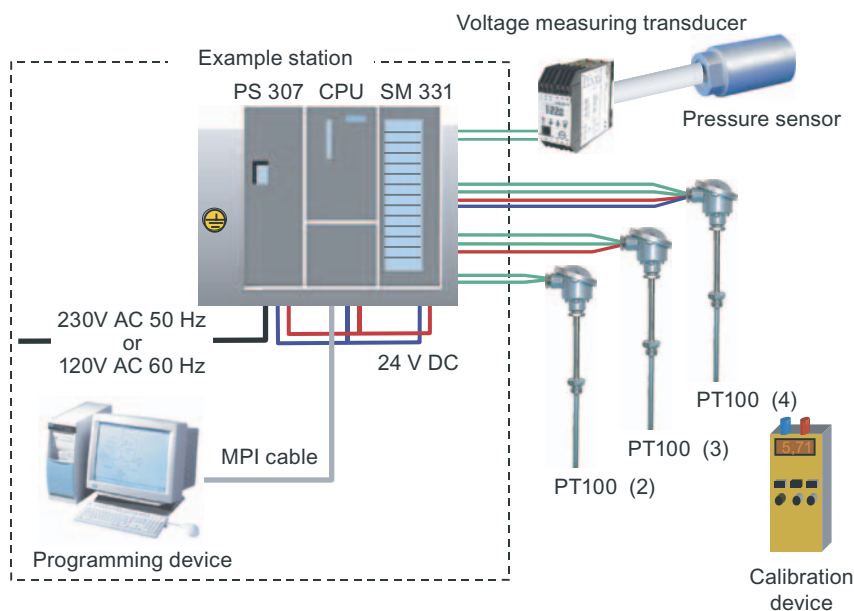 Voltage measuring transducer
Example station
PS 307 CPU SM 331
Pressure sensor
230V AC 50 Hz
or
120V AC 60 Hz
24 V DC
PT100 (4)
PT100 (3)
PT100 (2)
MPI cable
5,71
Programming device
Calibration
device